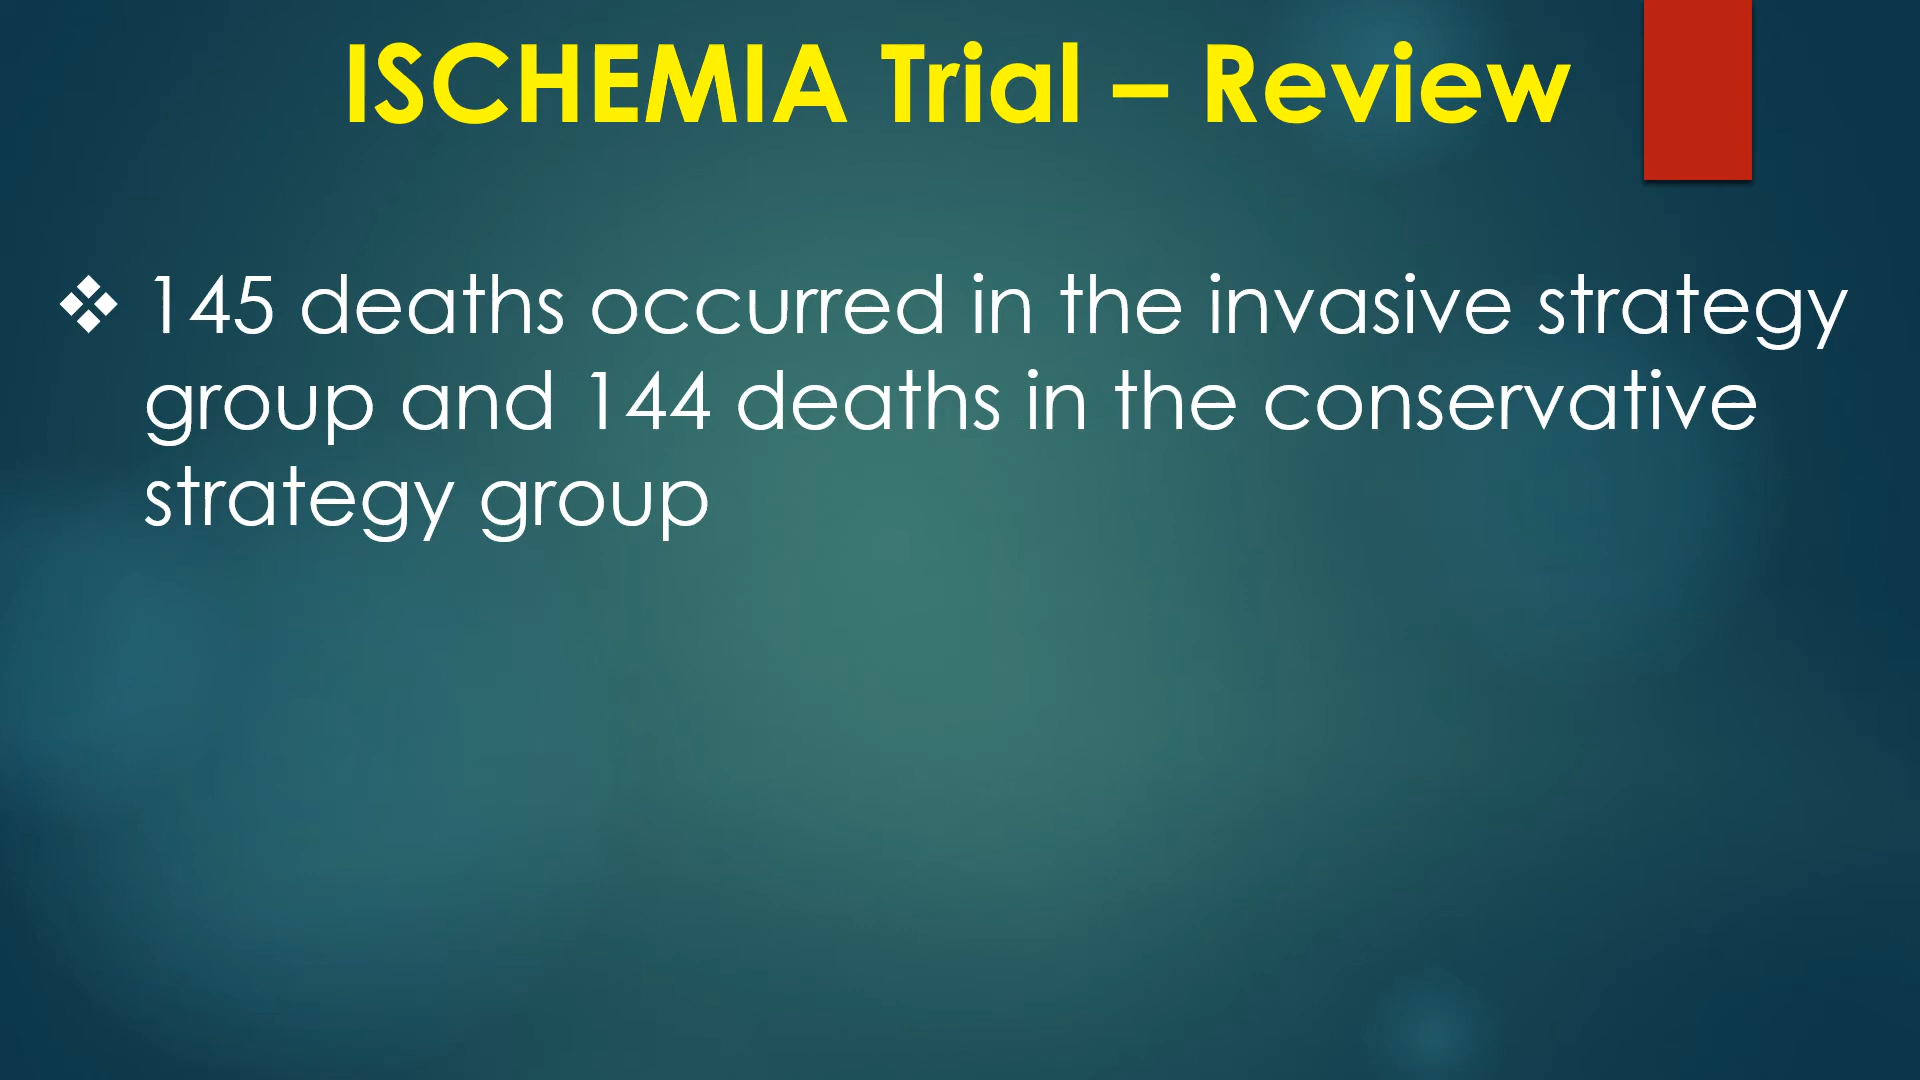 ISCHEMIA Trial – Review
❖ 145 deaths occurred in the invasive strategy
group and 144 deaths in the conservative
strategy group